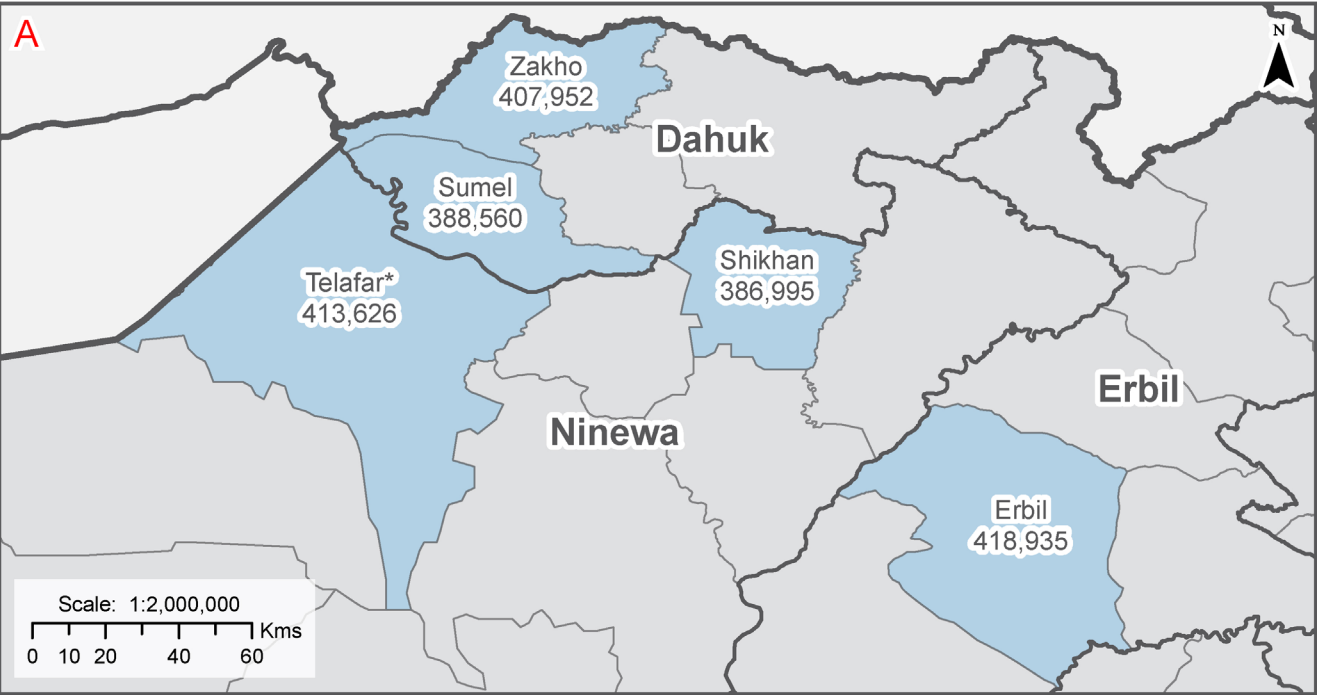 A
N
Zakho
407,952
Dahuk
Sumel
388,560
Shikhan
386,995
Telafar*
413,626
Erbil
Ninewa
Erbil
418,935
Scale: 1:2,000,000
Kms
0 10 20 40 60